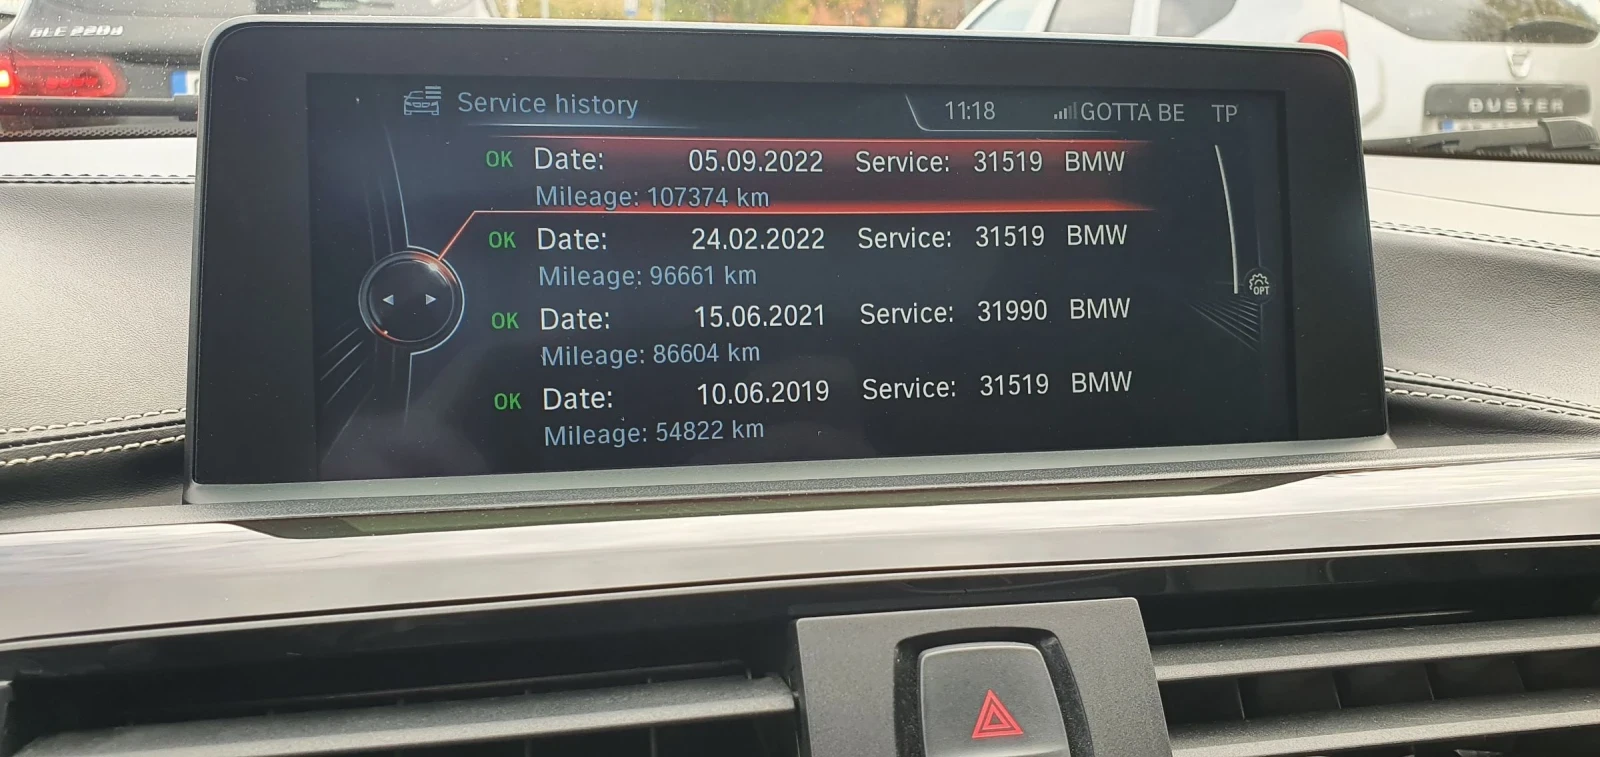 GLE 220d
DUSTER
Service history 11:18 GOTTA BE TP
OK Date: 05.09.2022 Service: 31519 BMW
Mileage: 107374 km
OK Date: 24.02.2022 Service: 31519 BMW
Mileage: 96661 km
OK Date: 15.06.2021 Service: 31990 BMW
Mileage: 86604 km
OK Date: 10.06.2019 Service: 31519 BMW
Mileage: 54822 km
OPT